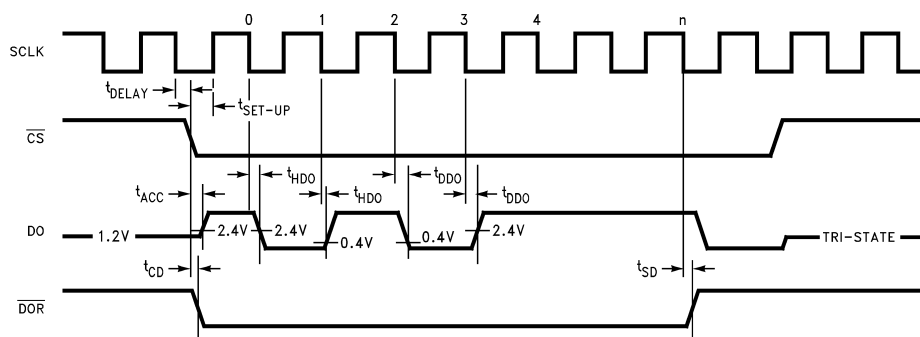 0 1 2 3 4 n
SCLK
tDELAY
tSET-UP
CS
tHDO tDDO
tACC tHDO tDDO
DO 1.2V 2.4V 2.4V 0.4V 0.4V 2.4V TRI-STATE
tCD tSD
DOR